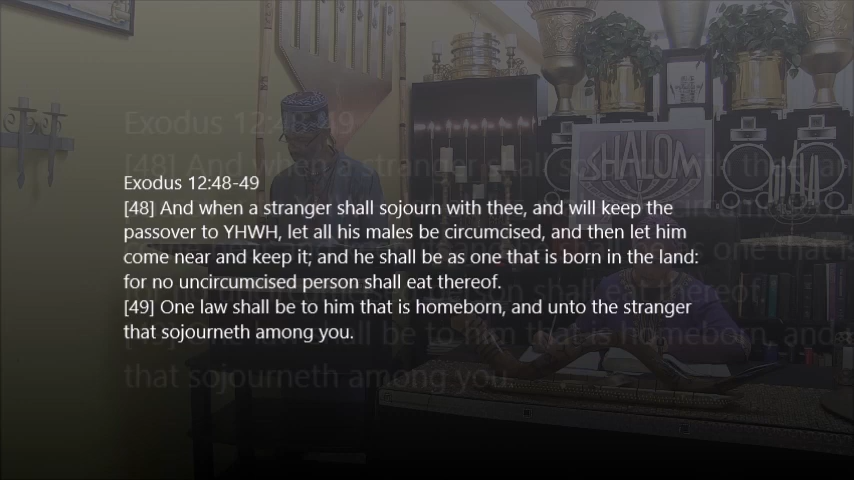 Exodus 12:48-49
[48] And when a stranger shall sojourn with thee, and will keep the
passover to YHWH, let all his males be circumcised, and then let him
come near and keep it; and he shall be as one that is born in the land:
for no uncircumcised person shall eat thereof.
[49] One law shall be to him that is homeborn, and unto the stranger
that sojourneth among you.
SHALOM